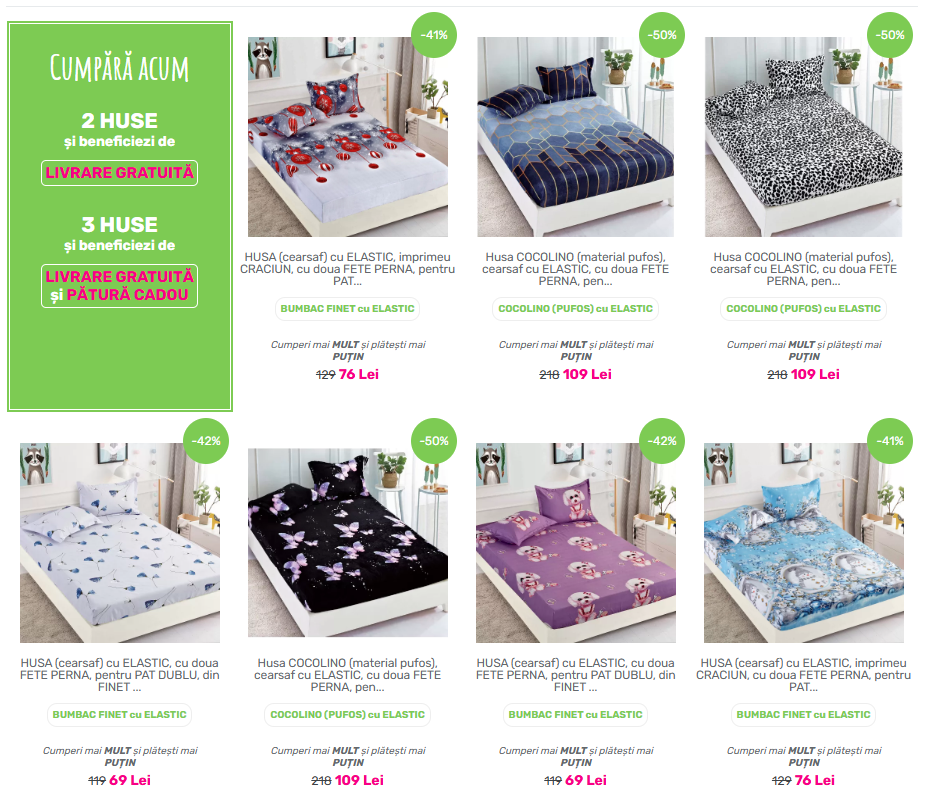 CUMPĂRĂ ACUM
2 HUSE
și beneficiezi de
LIVRARE GRATUITĂ
3 HUSE
și beneficiezi de
LIVRARE GRATUITĂ
și PĂTURĂ CADOU
-41%
HUSA (cearsaf) cu ELASTIC, imprimeu
CRACIUN, cu doua FETE PERNA, pentru
PAT...
BUMBAC FINET cu ELASTIC
Cumperi mai MULT și plătești mai
PUȚIN
129 76 Lei
-50%
Husa COCOLINO (material pufos),
cearsaf cu ELASTIC, cu doua FETE
PERNA, pen...
COCOLINO (PUFOS) cu ELASTIC
Cumperi mai MULT și plătești mai
PUȚIN
218 109 Lei
-50%
Husa COCOLINO (material pufos),
cearsaf cu ELASTIC, cu doua FETE
PERNA, pen...
COCOLINO (PUFOS) cu ELASTIC
Cumperi mai MULT și plătești mai
PUȚIN
218 109 Lei
-42%
HUSA (cearsaf) cu ELASTIC, cu doua
FETE PERNA, pentru PAT DUBLU, din
FINET ...
BUMBAC FINET cu ELASTIC
Cumperi mai MULT și plătești mai
PUȚIN
119 69 Lei
-50%
Husa COCOLINO (material pufos),
cearsaf cu ELASTIC, cu doua FETE
PERNA, pen...
COCOLINO (PUFOS) cu ELASTIC
Cumperi mai MULT și plătești mai
PUȚIN
218 109 Lei
-42%
HUSA (cearsaf) cu ELASTIC, cu doua
FETE PERNA, pentru PAT DUBLU, din
FINET ...
BUMBAC FINET cu ELASTIC
Cumperi mai MULT și plătești mai
PUȚIN
119 69 Lei
-41%
HUSA (cearsaf) cu ELASTIC, imprimeu
CRACIUN, cu doua FETE PERNA, pentru
PAT...
BUMBAC FINET cu ELASTIC
Cumperi mai MULT și plătești mai
PUȚIN
129 76 Lei